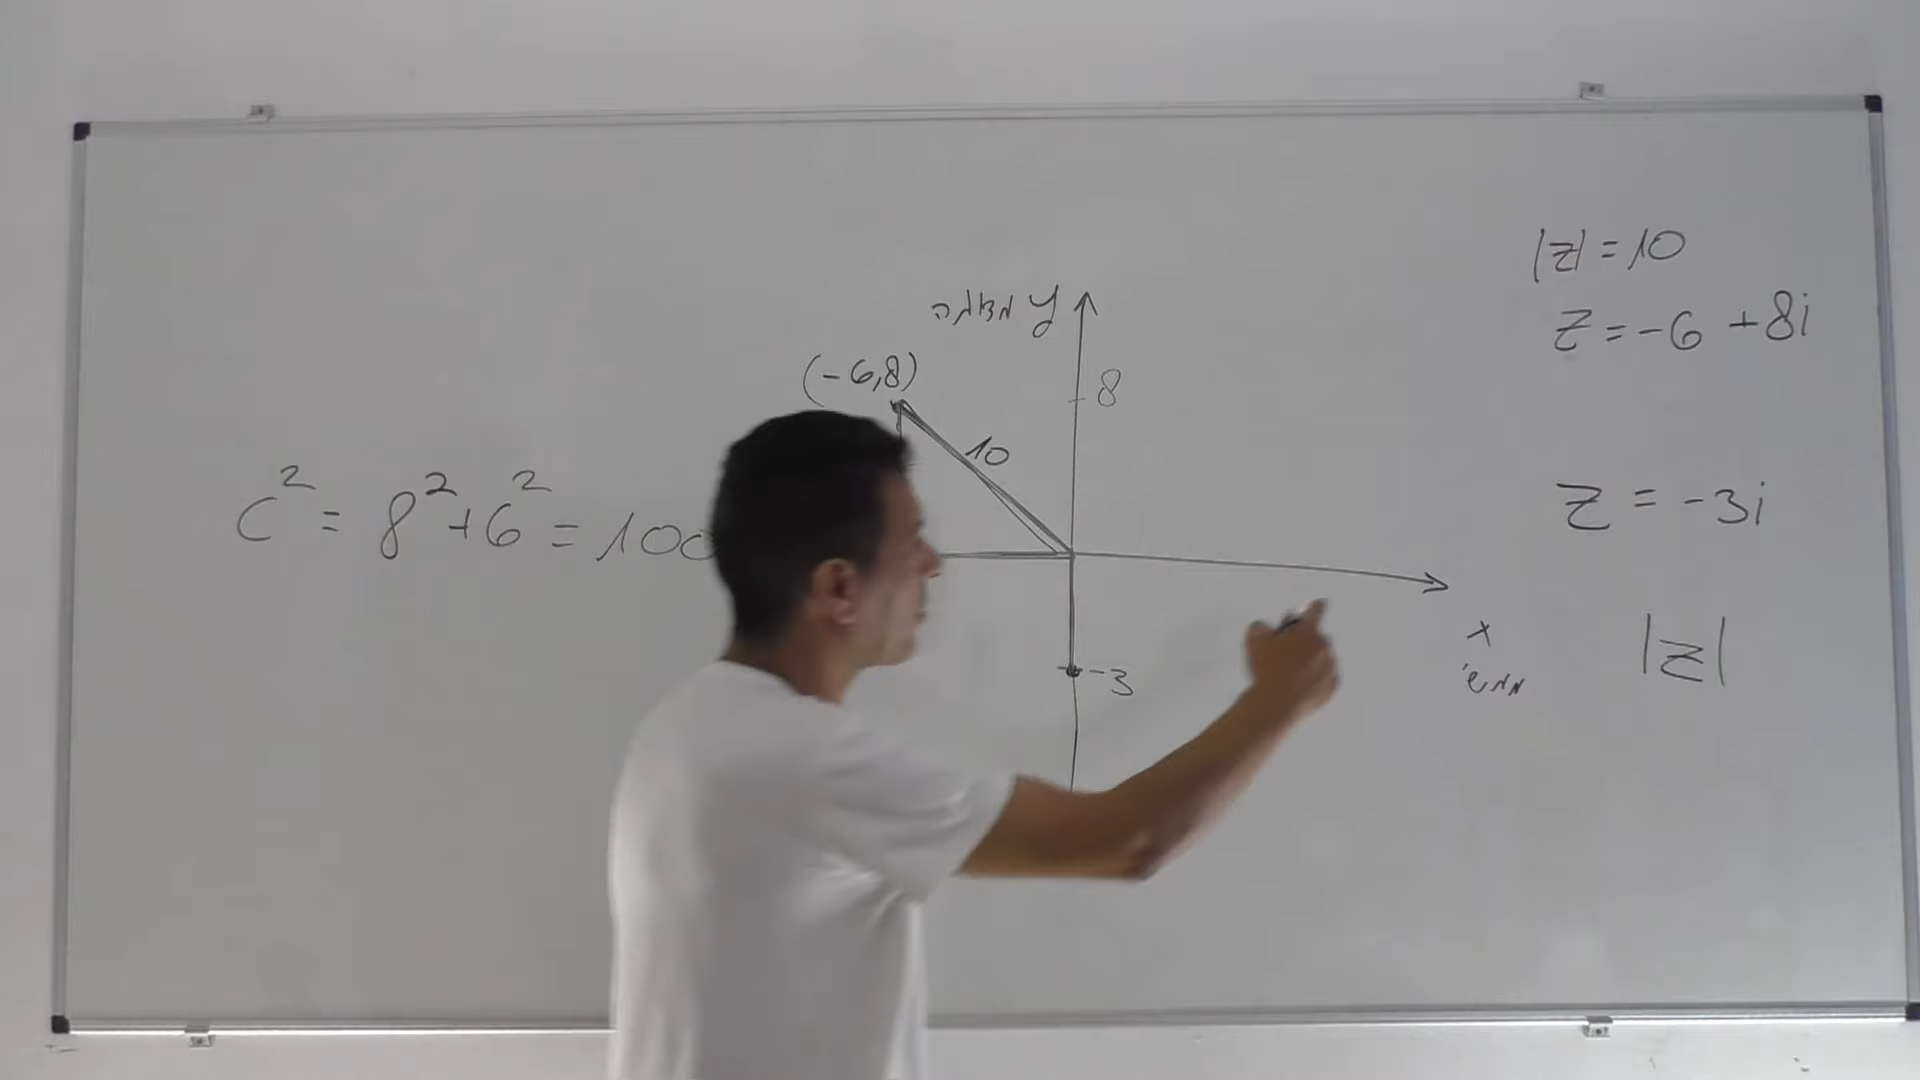 |z| = 10
z = -6 + 8i
y מדומה
(-6,8)
8
10
c² = 8² + 6² = 100
z = -3i
x
ממשי
|z|
-3